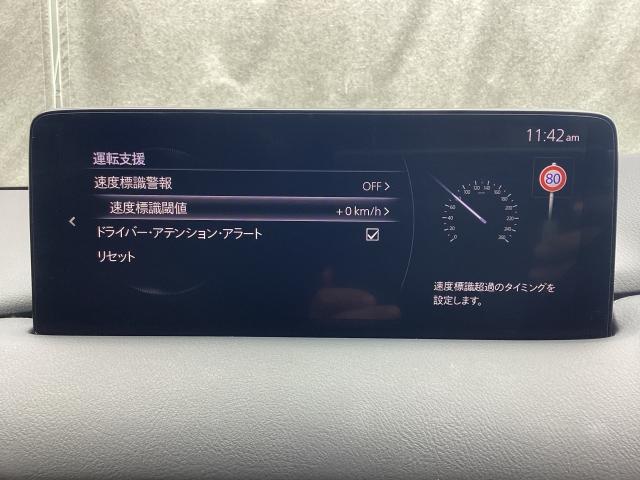 11:42 am
運転支援
速度標識警報 OFF
速度標識閾値 +0 km/h
ドライバー・アテンション・アラート
リセット
80
速度標識超過のタイミングを
設定します。